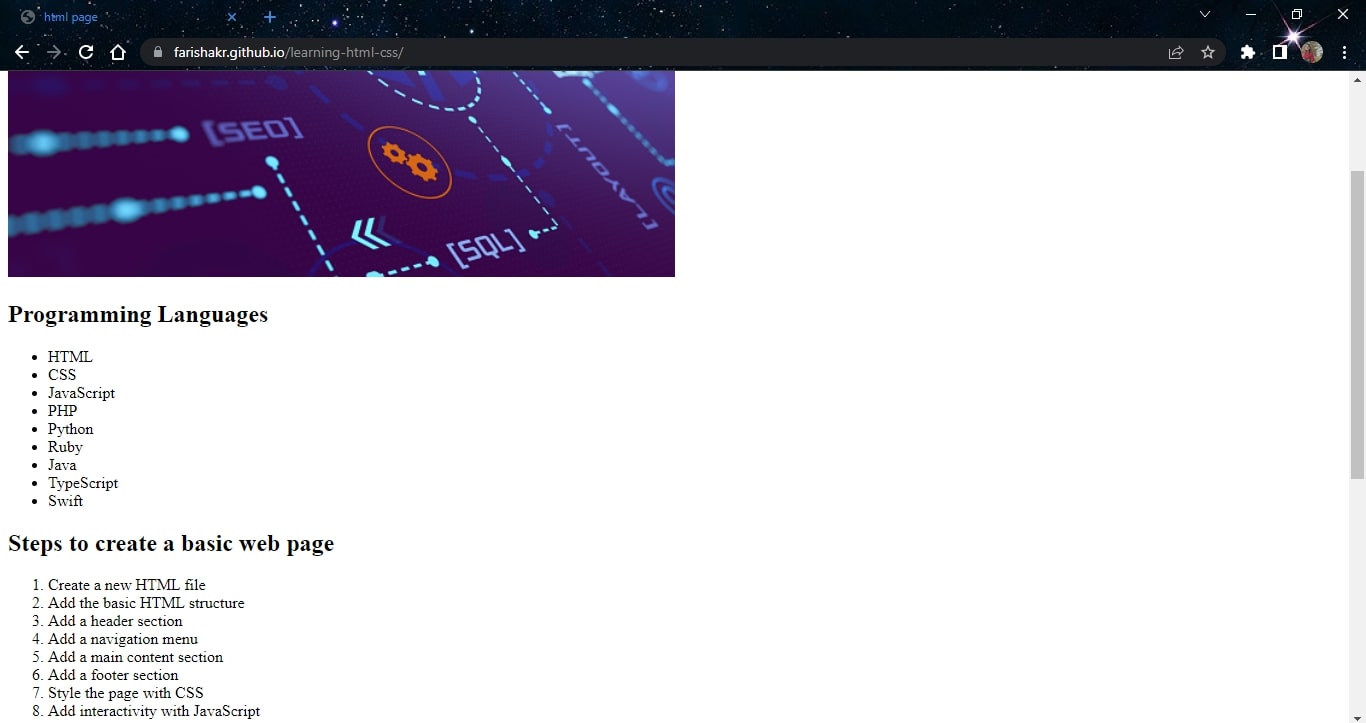 html page
farishakr.github.io/learning-html-css/
[SEO]
[LAYOUT]
[SQL]
Programming Languages
• HTML
• CSS
• JavaScript
• PHP
• Python
• Ruby
• Java
• TypeScript
• Swift
Steps to create a basic web page
1. Create a new HTML file
2. Add the basic HTML structure
3. Add a header section
4. Add a navigation menu
5. Add a main content section
6. Add a footer section
7. Style the page with CSS
8. Add interactivity with JavaScript